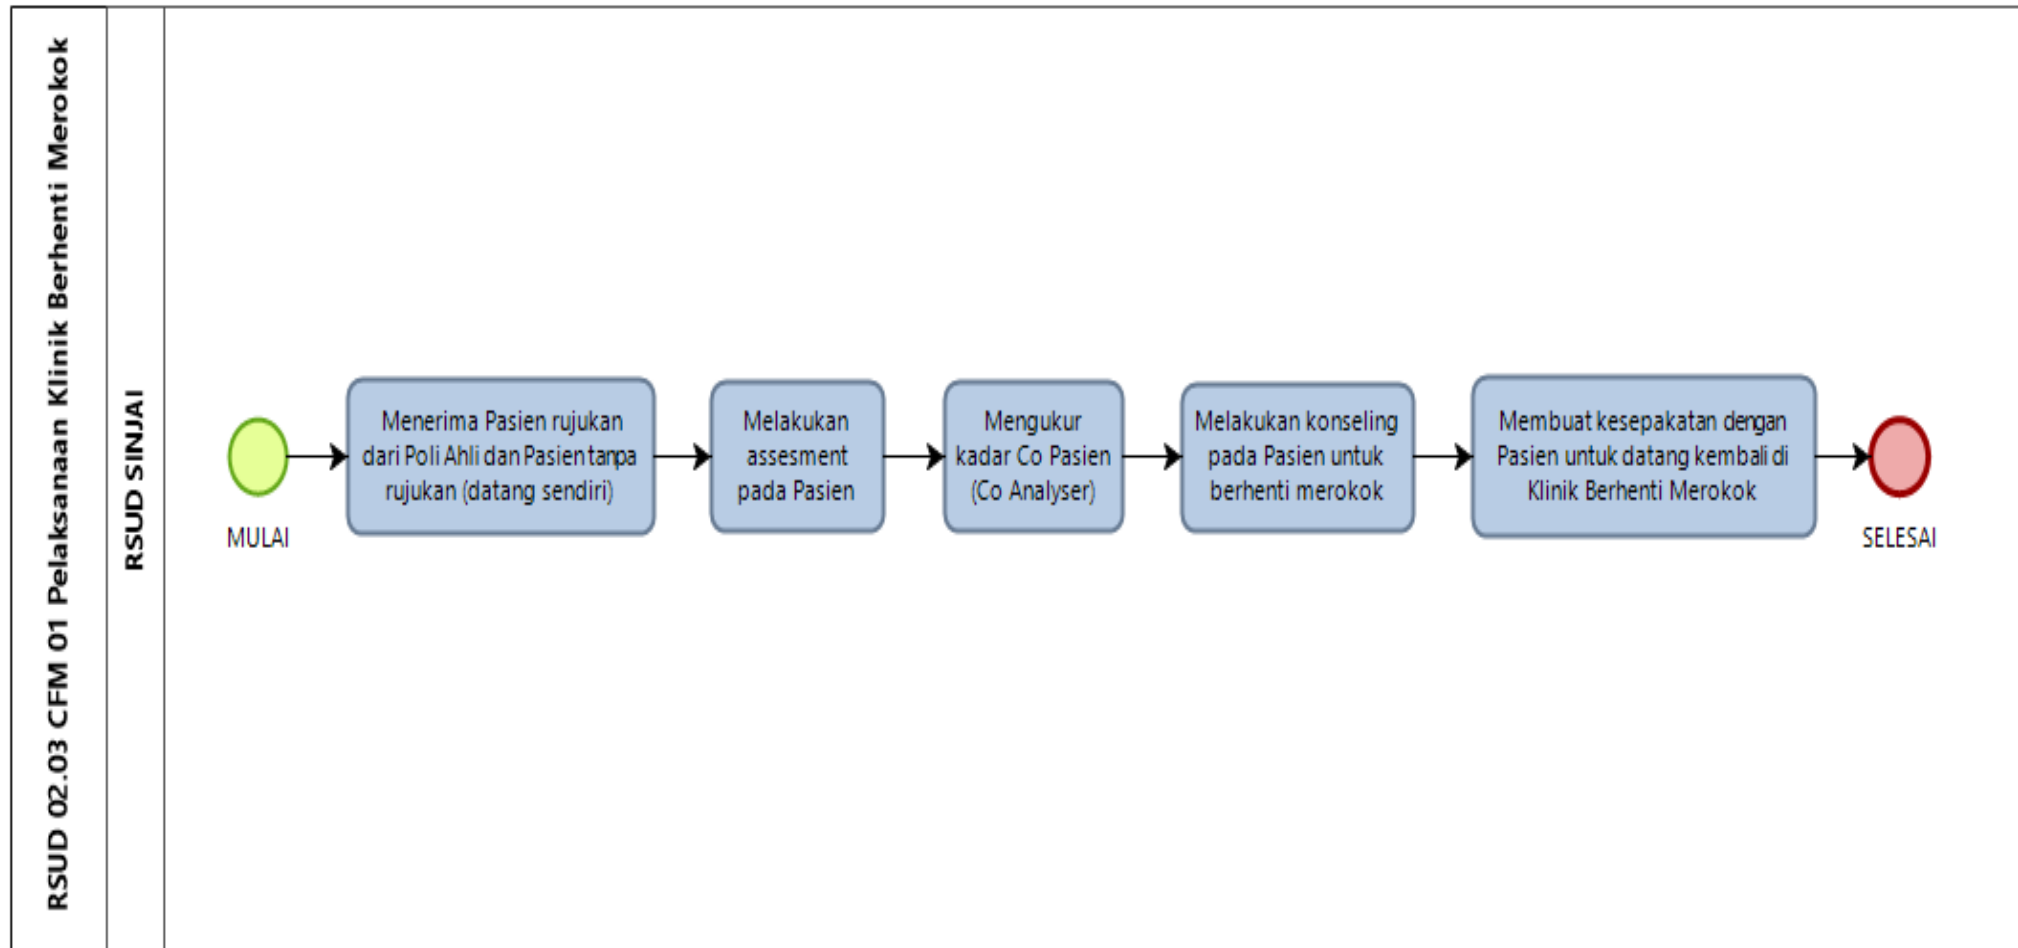 RSUD 02.03 CFM 01 Pelaksanaan Klinik Berhenti Merokok
RSUD SINJAI
MULAI
Menerima Pasien rujukan
dari Poli Ahli dan Pasien tanpa
rujukan (datang sendiri)
Melakukan
assesment
pada Pasien
Mengukur
kadar Co Pasien
(Co Analyser)
Melakukan konseling
pada Pasien untuk
berhenti merokok
Membuat kesepakatan dengan
Pasien untuk datang kembali di
Klinik Berhenti Merokok
SELESAI